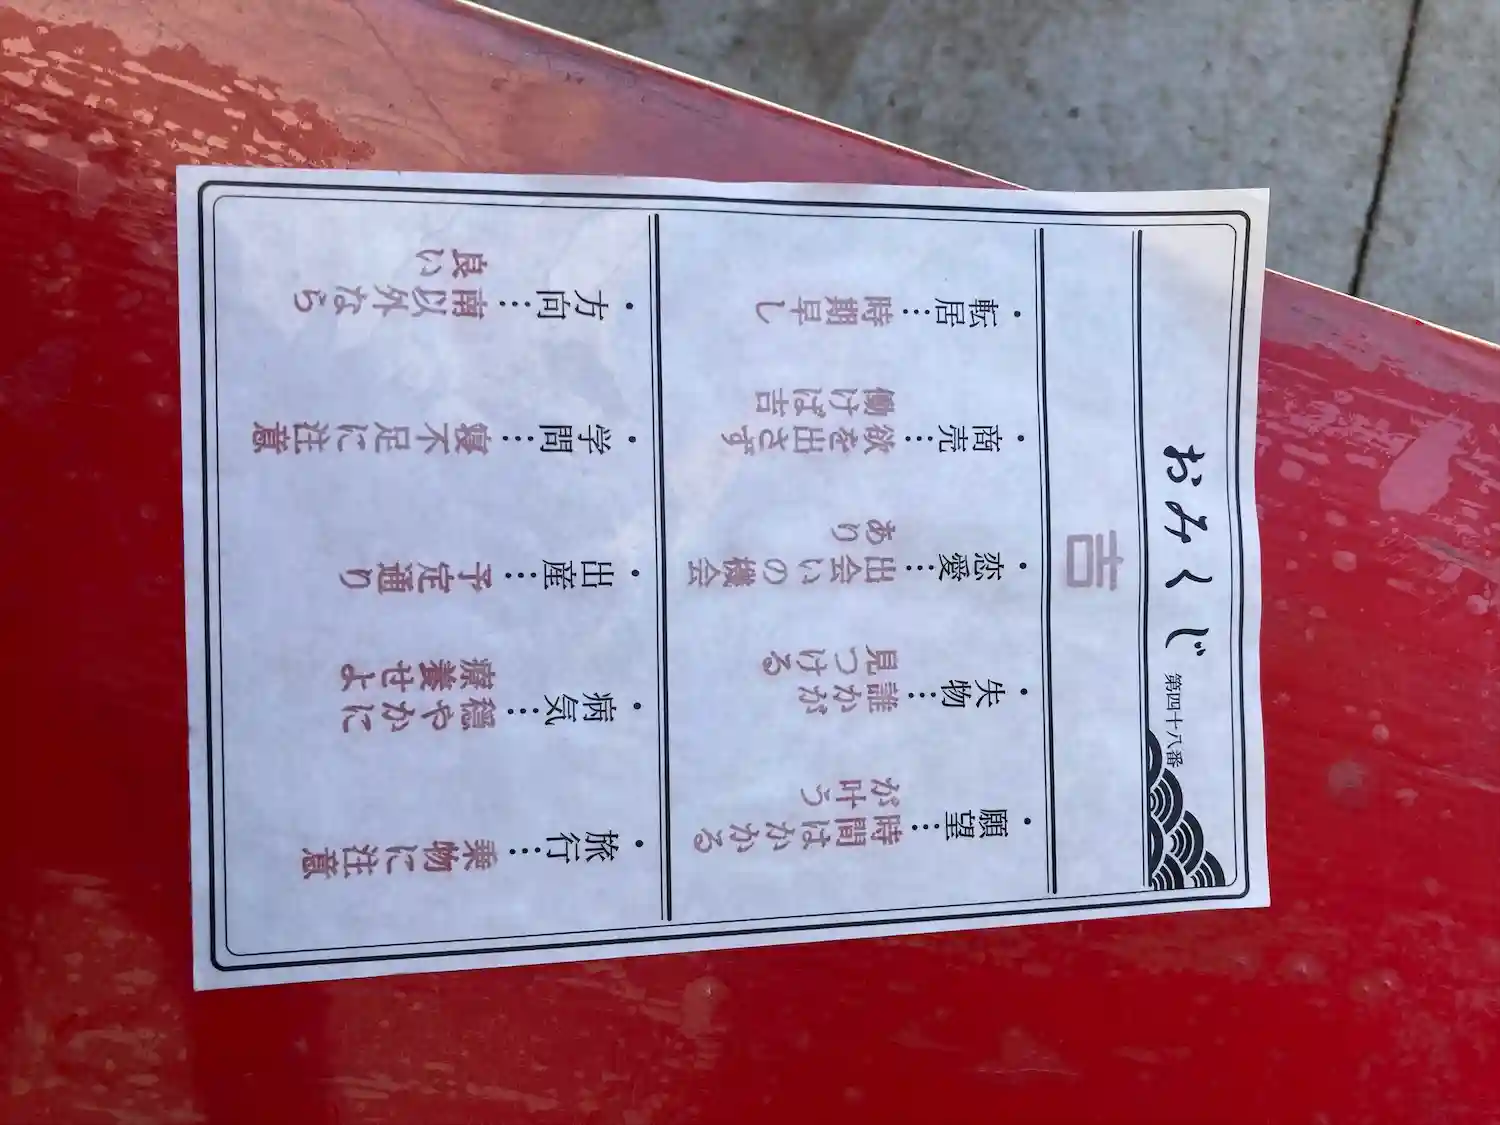 おみくじ 第四十八番
吉
・願望…時間はかかる
が叶う
・失物…誰かが
見つける
・恋愛…出会いの機会
あり
・商売…欲を出さず
働けば吉
・転居…時期早し
・旅行…乗物に注意
・病気…穏やかに
療養せよ
・出産…予定通り
・学問…寝不足に注意
・方向…南以外なら
良い